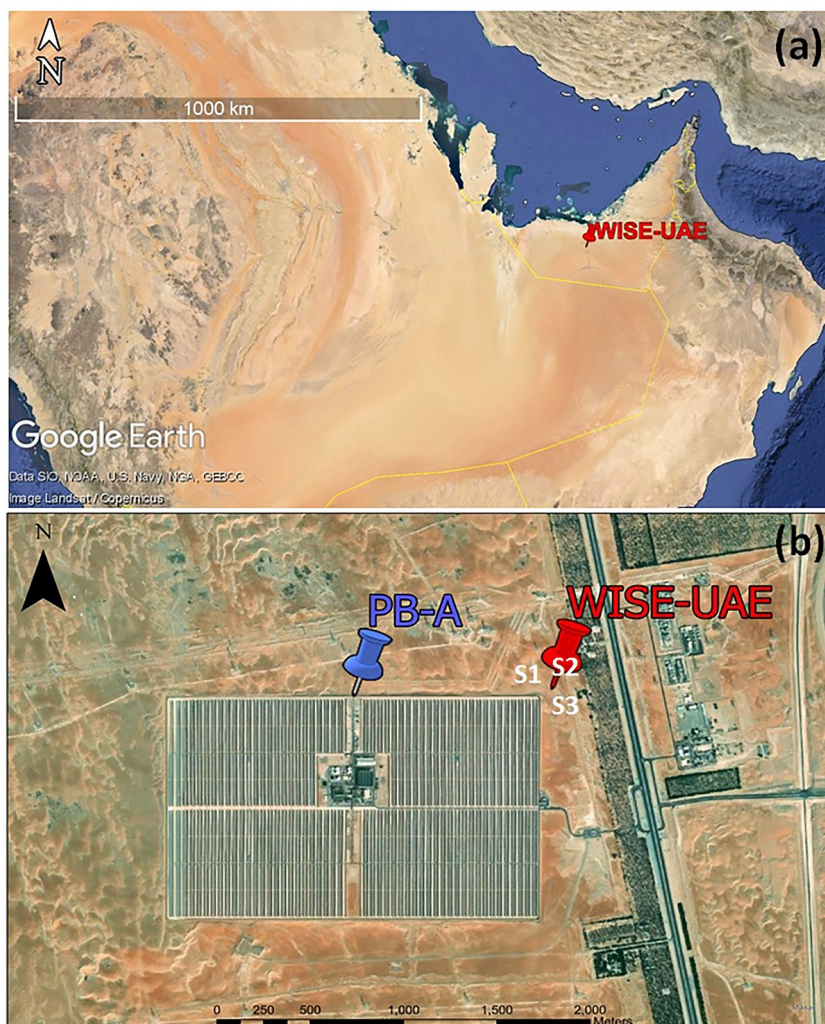 (a)
N
1000 km
WISE-UAE
Google Earth
Data SIO, NOAA, U.S. Navy, NGA, GEBCO
Image Landsat / Copernicus
(b)
N
PB-A
WISE-UAE
S1
S2
S3
0 250 500 1,000 1,500 2,000
Meters